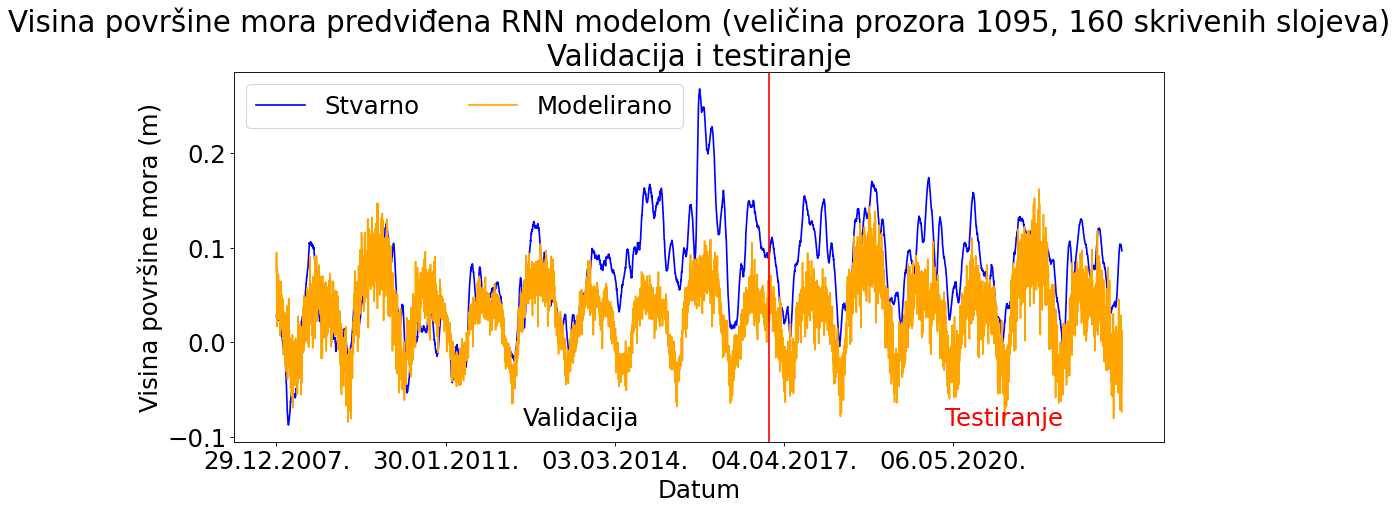 Visina površine mora predviđena RNN modelom (veličina prozora 1095, 160 skrivenih slojeva)
Validacija i testiranje
Stvarno Modelirano
Visina površine mora (m)
0.2
0.1
0.0
−0.1
Validacija Testiranje
29.12.2007. 30.01.2011. 03.03.2014. 04.04.2017. 06.05.2020.
Datum